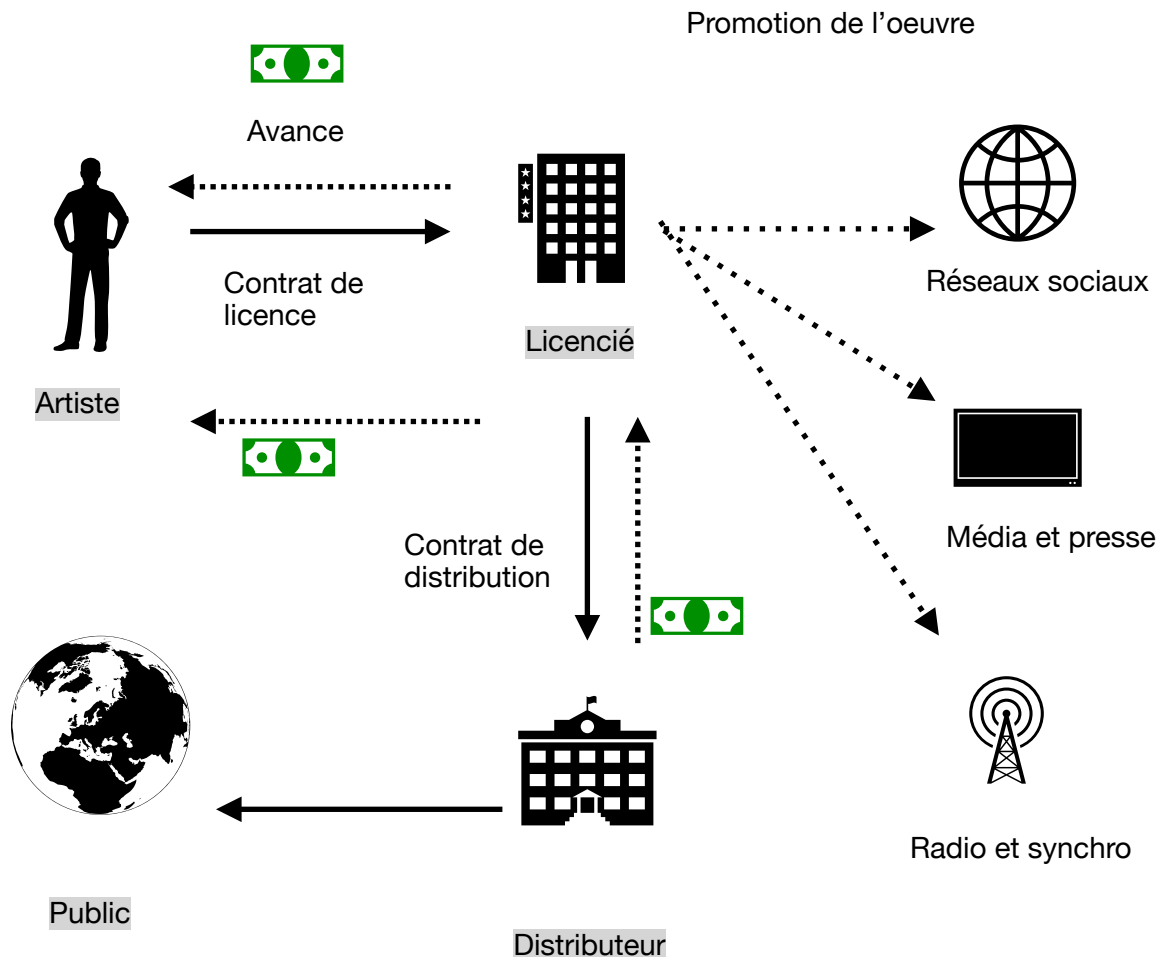 Promotion de l’oeuvre
Avance
Contrat de
licence
Réseaux sociaux
Licencié
Artiste
Média et presse
Contrat de
distribution
Radio et synchro
Public
Distributeur